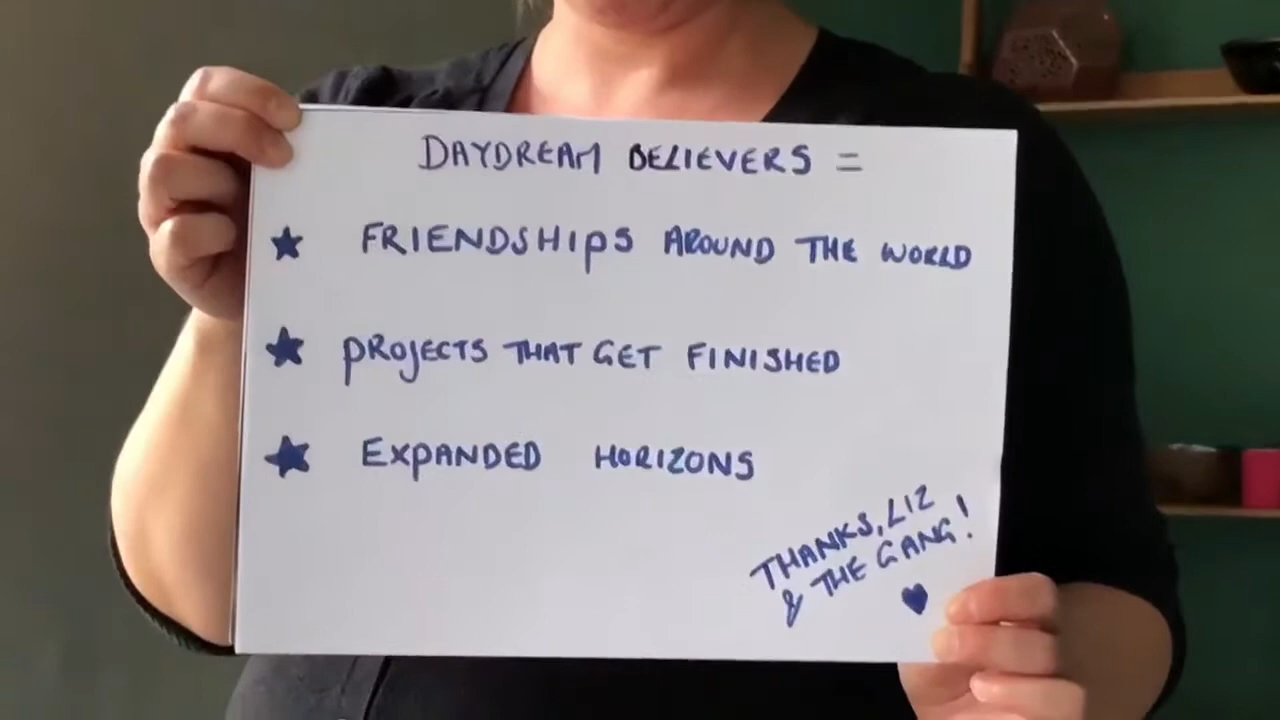 DAYDREAM BELIEVERS =
★ FRIENDSHIPS AROUND THE WORLD
★ PROJECTS THAT GET FINISHED
★ EXPANDED HORIZONS
THANKS, LIZ
& THE GANG!
♥